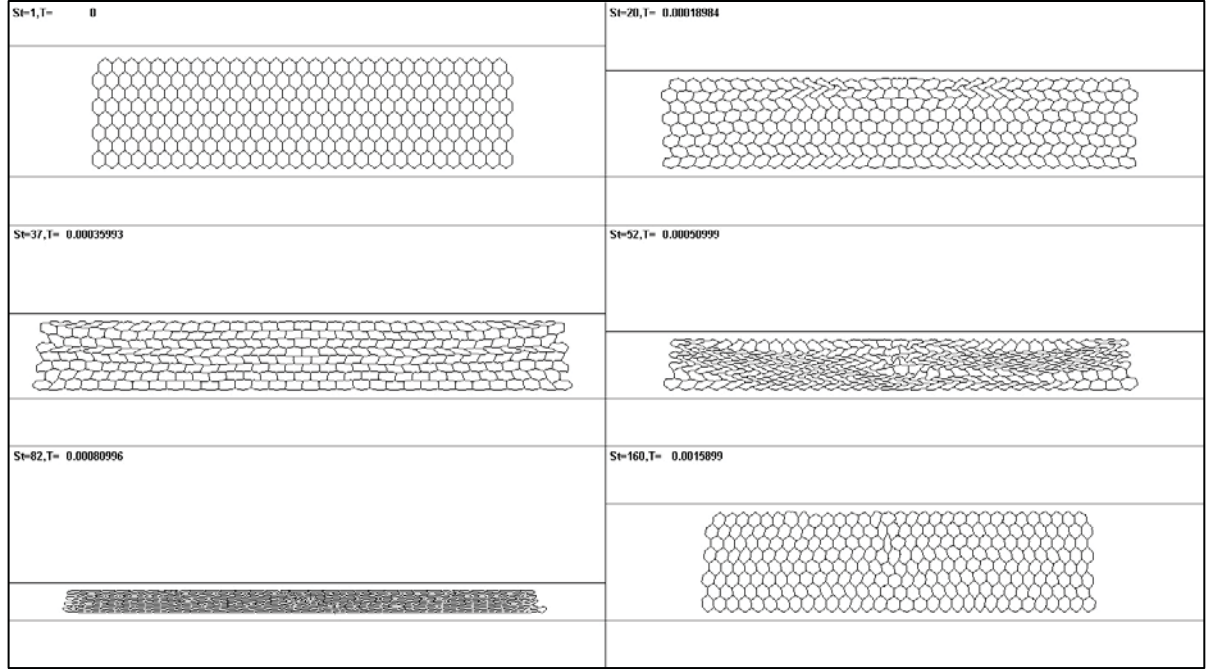 St=1,T= 0
St=20,T= 0.00018984
St=37,T= 0.00035993
St=52,T= 0.00050999
St=82,T= 0.00080996
St=160,T= 0.0015899